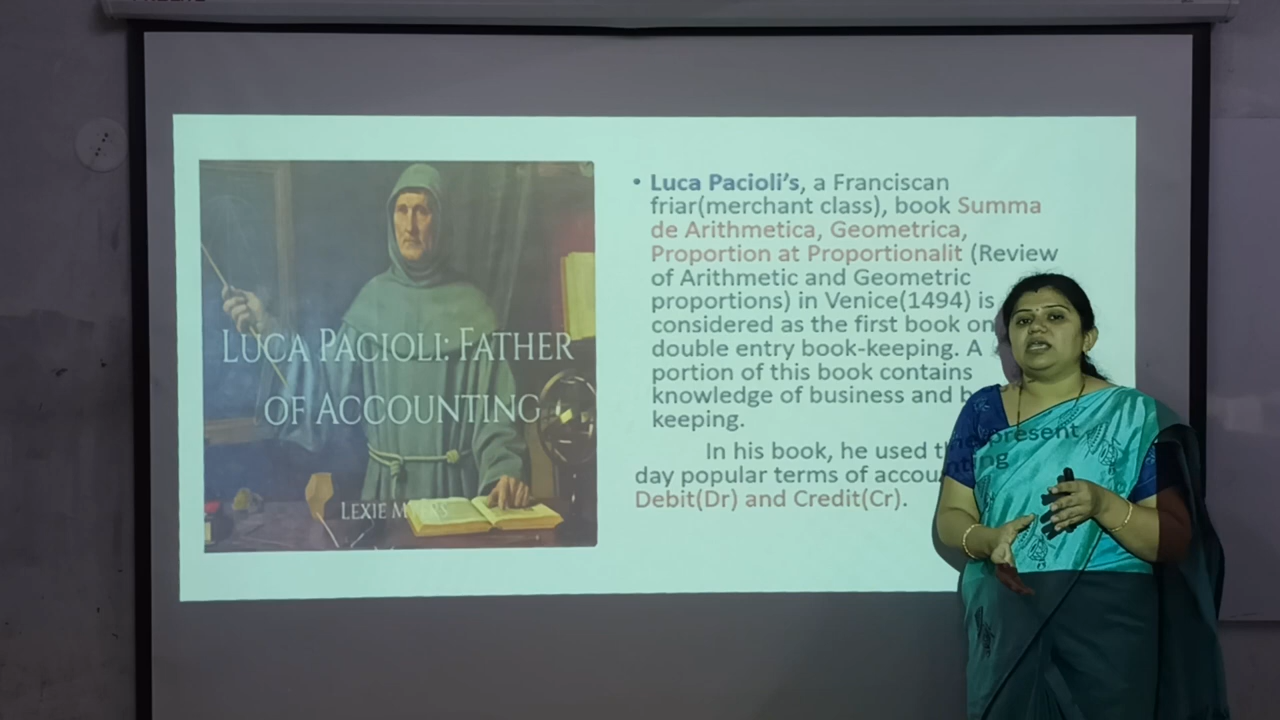 LUCA PACIOLI: FATHER
OF ACCOUNTING
LEXIE
• Luca Pacioli's, a Franciscan
friar(merchant class), book Summa
de Arithmetica, Geometrica,
Proportion at Proportionalit (Review
of Arithmetic and Geometric
proportions) in Venice(1494) is
considered as the first book on
double entry book-keeping. A
portion of this book contains
knowledge of business and
keeping.
In his book, he used present
day popular terms of
Debit(Dr) and Credit(Cr).